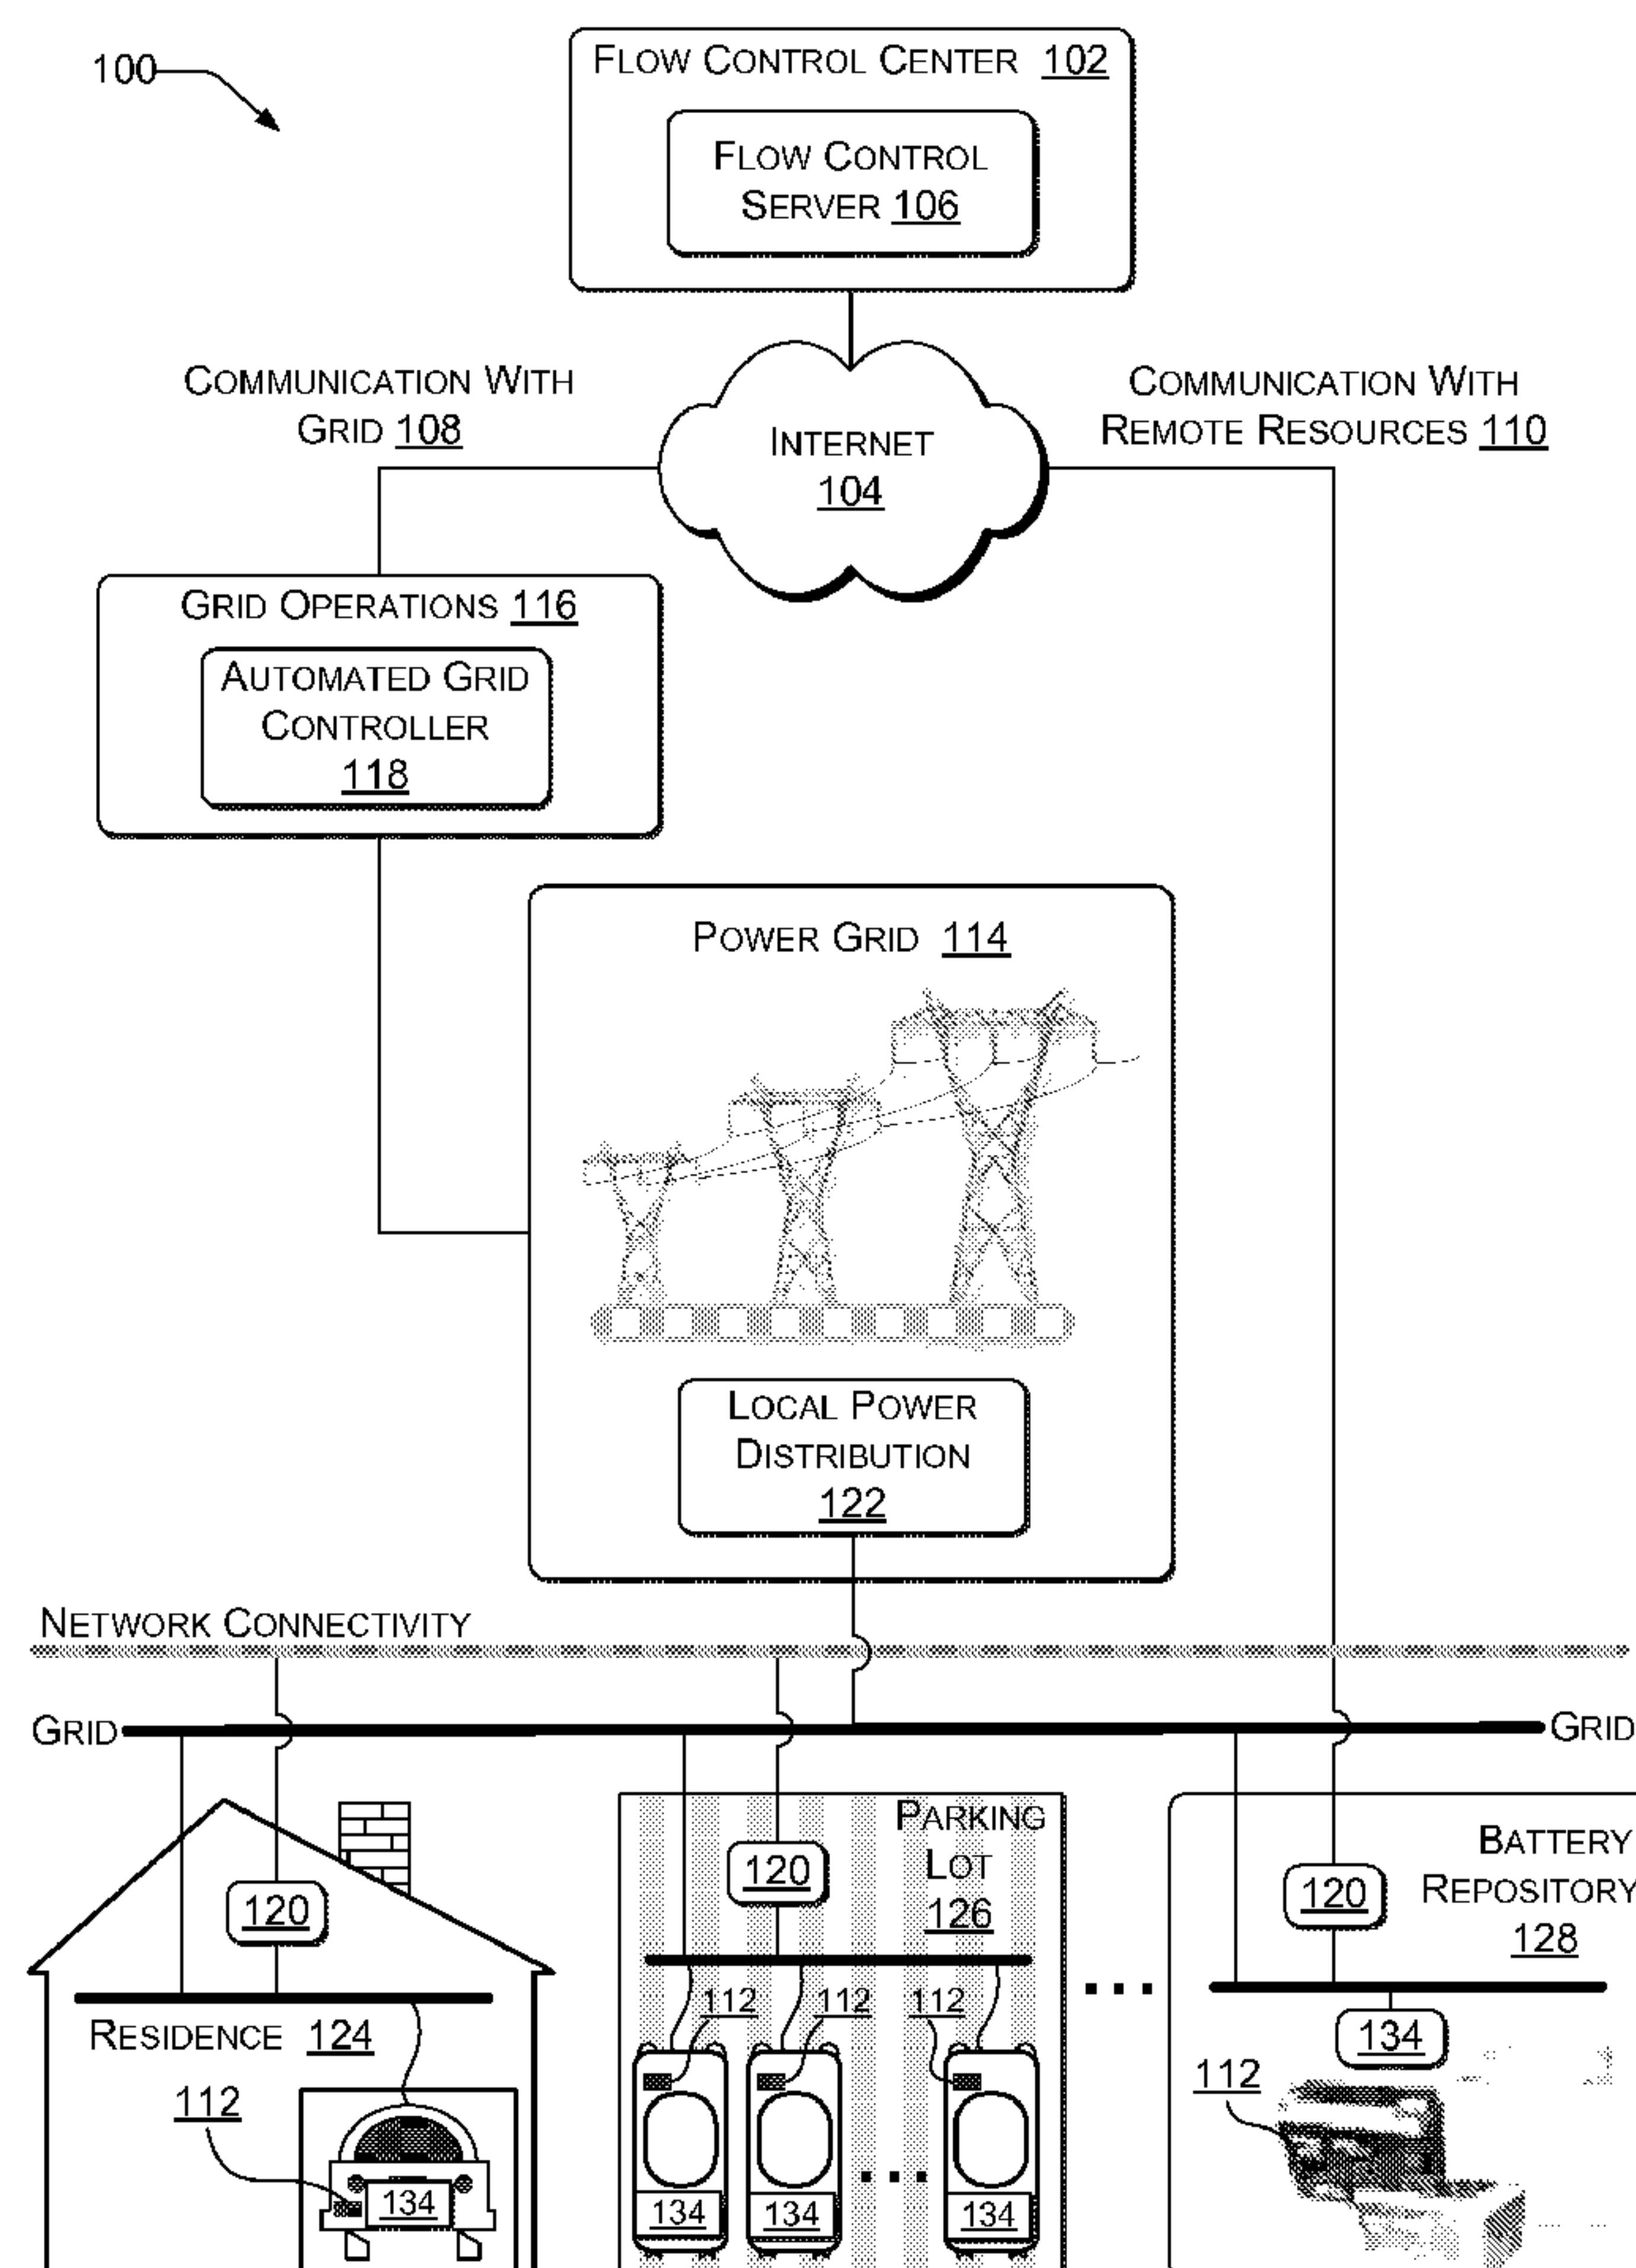 100
FLOW CONTROL CENTER 102
FLOW CONTROL
SERVER 106
COMMUNICATION WITH
GRID 108
INTERNET
104
COMMUNICATION WITH
REMOTE RESOURCES 110
GRID OPERATIONS 116
AUTOMATED GRID
CONTROLLER
118
POWER GRID 114
LOCAL POWER
DISTRIBUTION
122
NETWORK CONNECTIVITY
GRID
GRID
120
RESIDENCE 124
112
134
PARKING
LOT
126
120
112 112 112
134 134 134
BATTERY
REPOSITORY
128
120
134
112